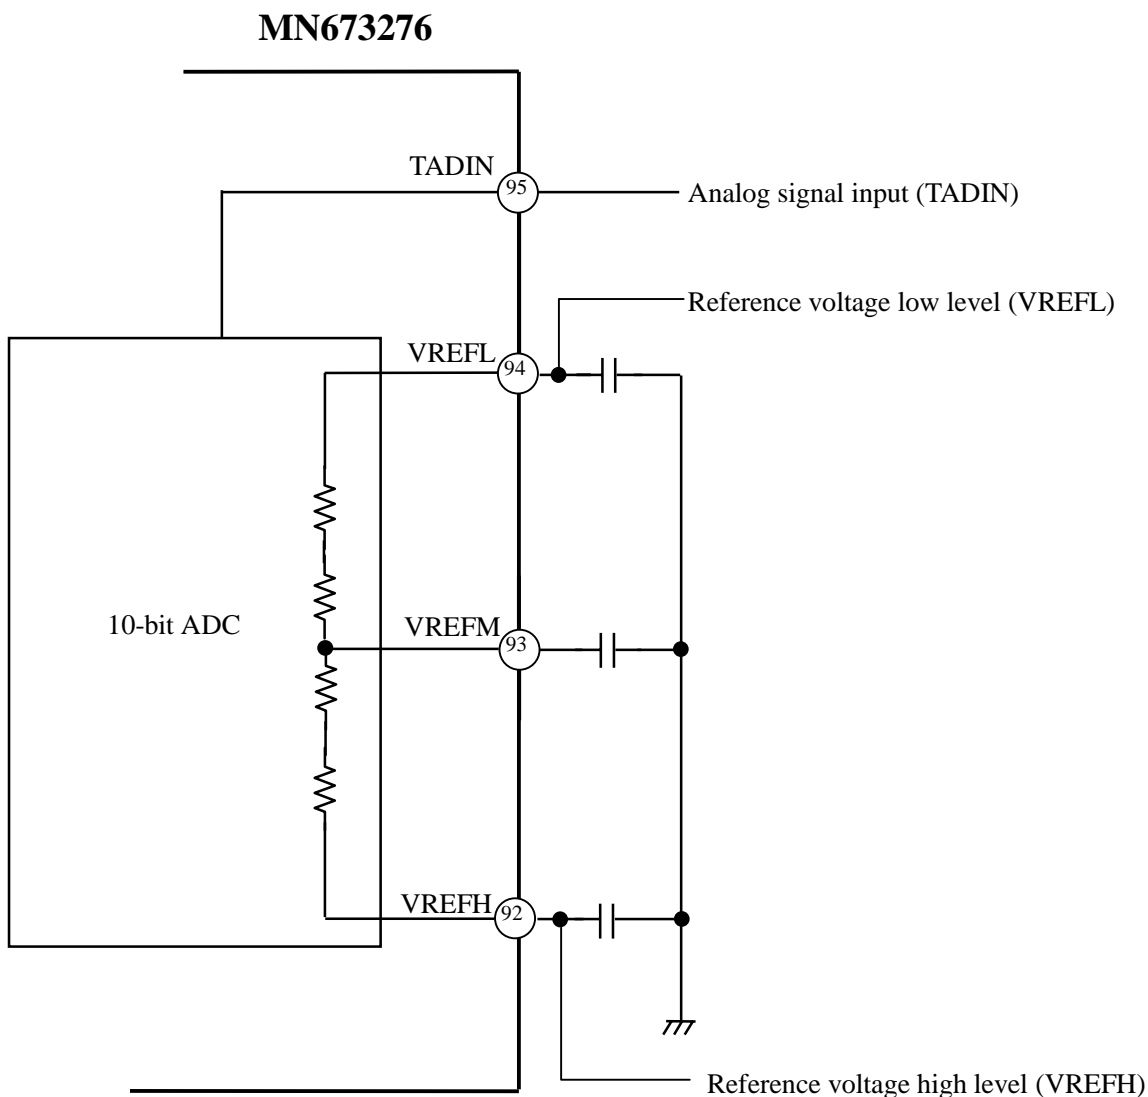 MN673276
TADIN
95
Analog signal input (TADIN)
Reference voltage low level (VREFL)
VREFL
94
10-bit ADC
VREFM
93
VREFH
92
Reference voltage high level (VREFH)